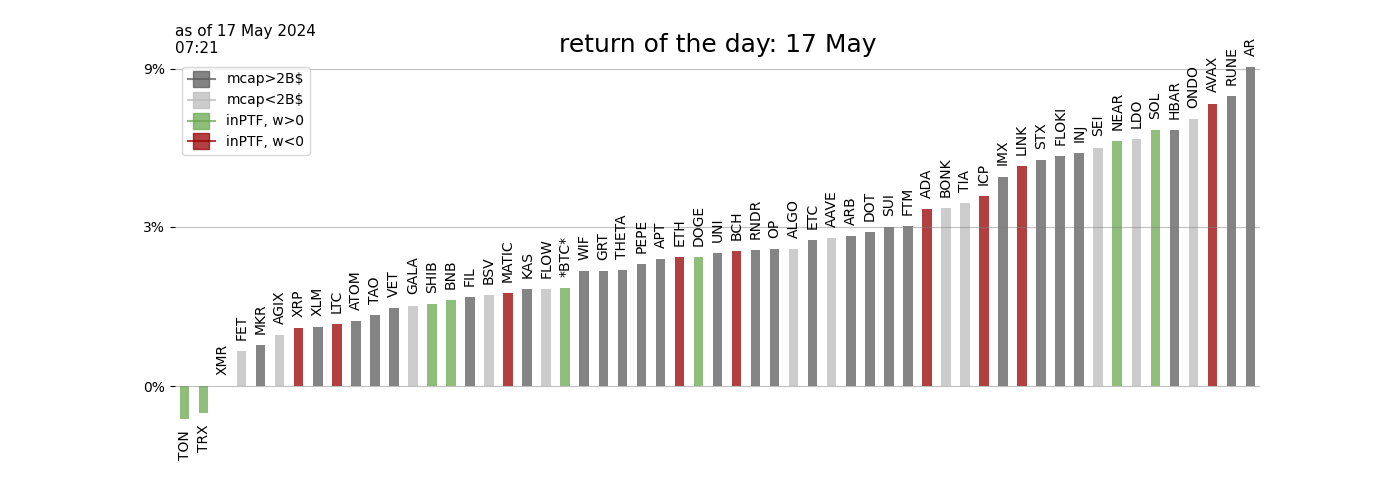 as of 17 May 2024
07:21
return of the day: 17 May
mcap>2B$
mcap<2B$
inPTF, w>0
inPTF, w<0
9%
3%
0%
TON
TRX
XMR
FET
MKR
AGIX
XRP
XLM
LTC
ATOM
TAO
VET
GALA
SHIB
BNB
FIL
BSV
MATIC
KAS
FLOW
*BTC*
WIF
GRT
THETA
PEPE
APT
ETH
DOGE
UNI
BCH
RNDR
OP
ALGO
ETC
AAVE
ARB
DOT
SUI
FTM
ADA
BONK
TIA
ICP
IMX
LINK
STX
FLOKI
INJ
SEI
NEAR
LDO
SOL
HBAR
ONDO
AVAX
RUNE
AR